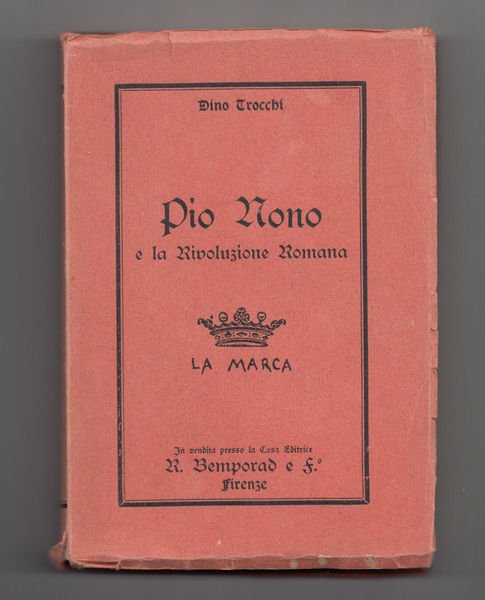 Dino Trocchi
Pio Nono
e la Rivoluzione Romana
LA MARCA
In vendita presso la Casa Editrice
R. Bemporad e F.º
Firenze